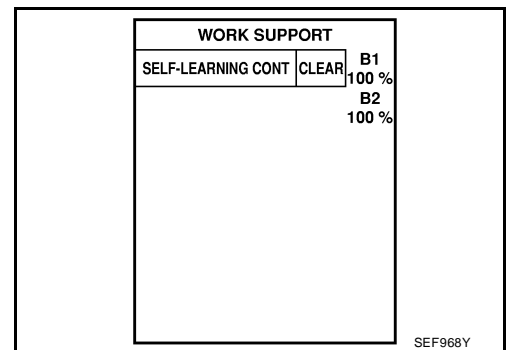 WORK SUPPORT
SELF-LEARNING CONT CLEAR B1
100 %
B2
100 %
SEF968Y